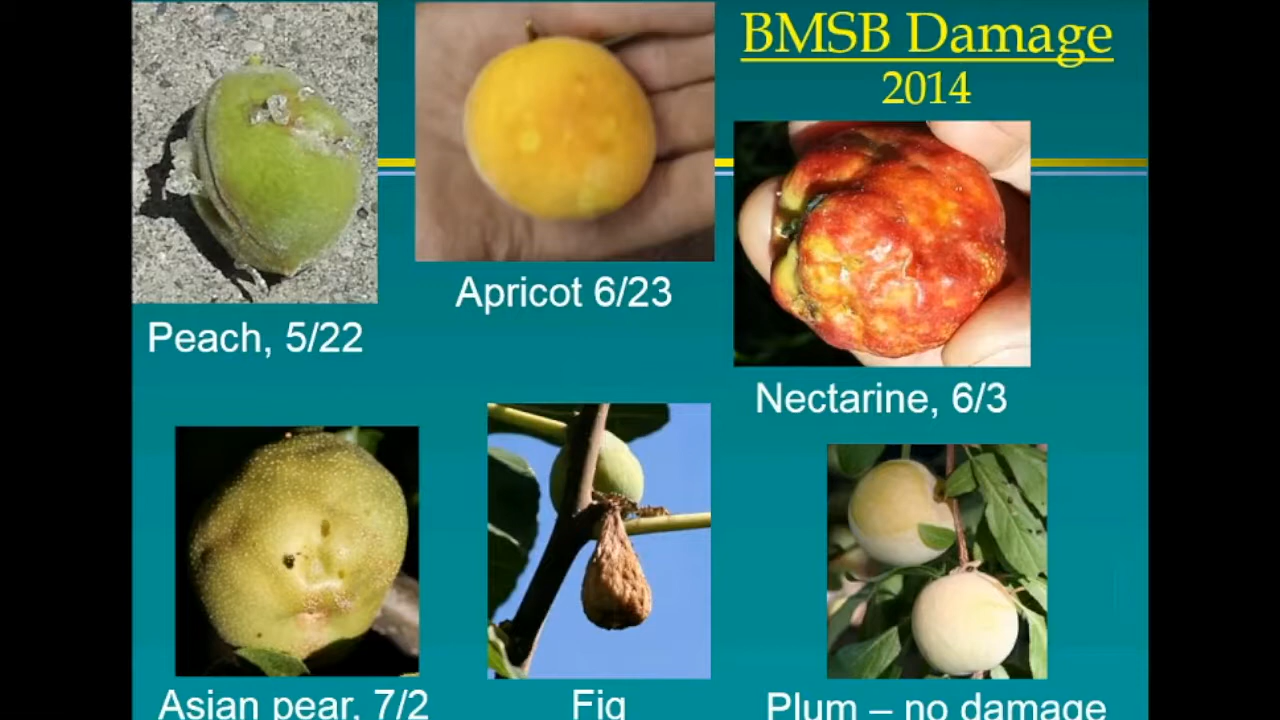 BMSB Damage
2014
Peach, 5/22
Apricot 6/23
Nectarine, 6/3
Asian pear, 7/2
Fig
Plum – no damage